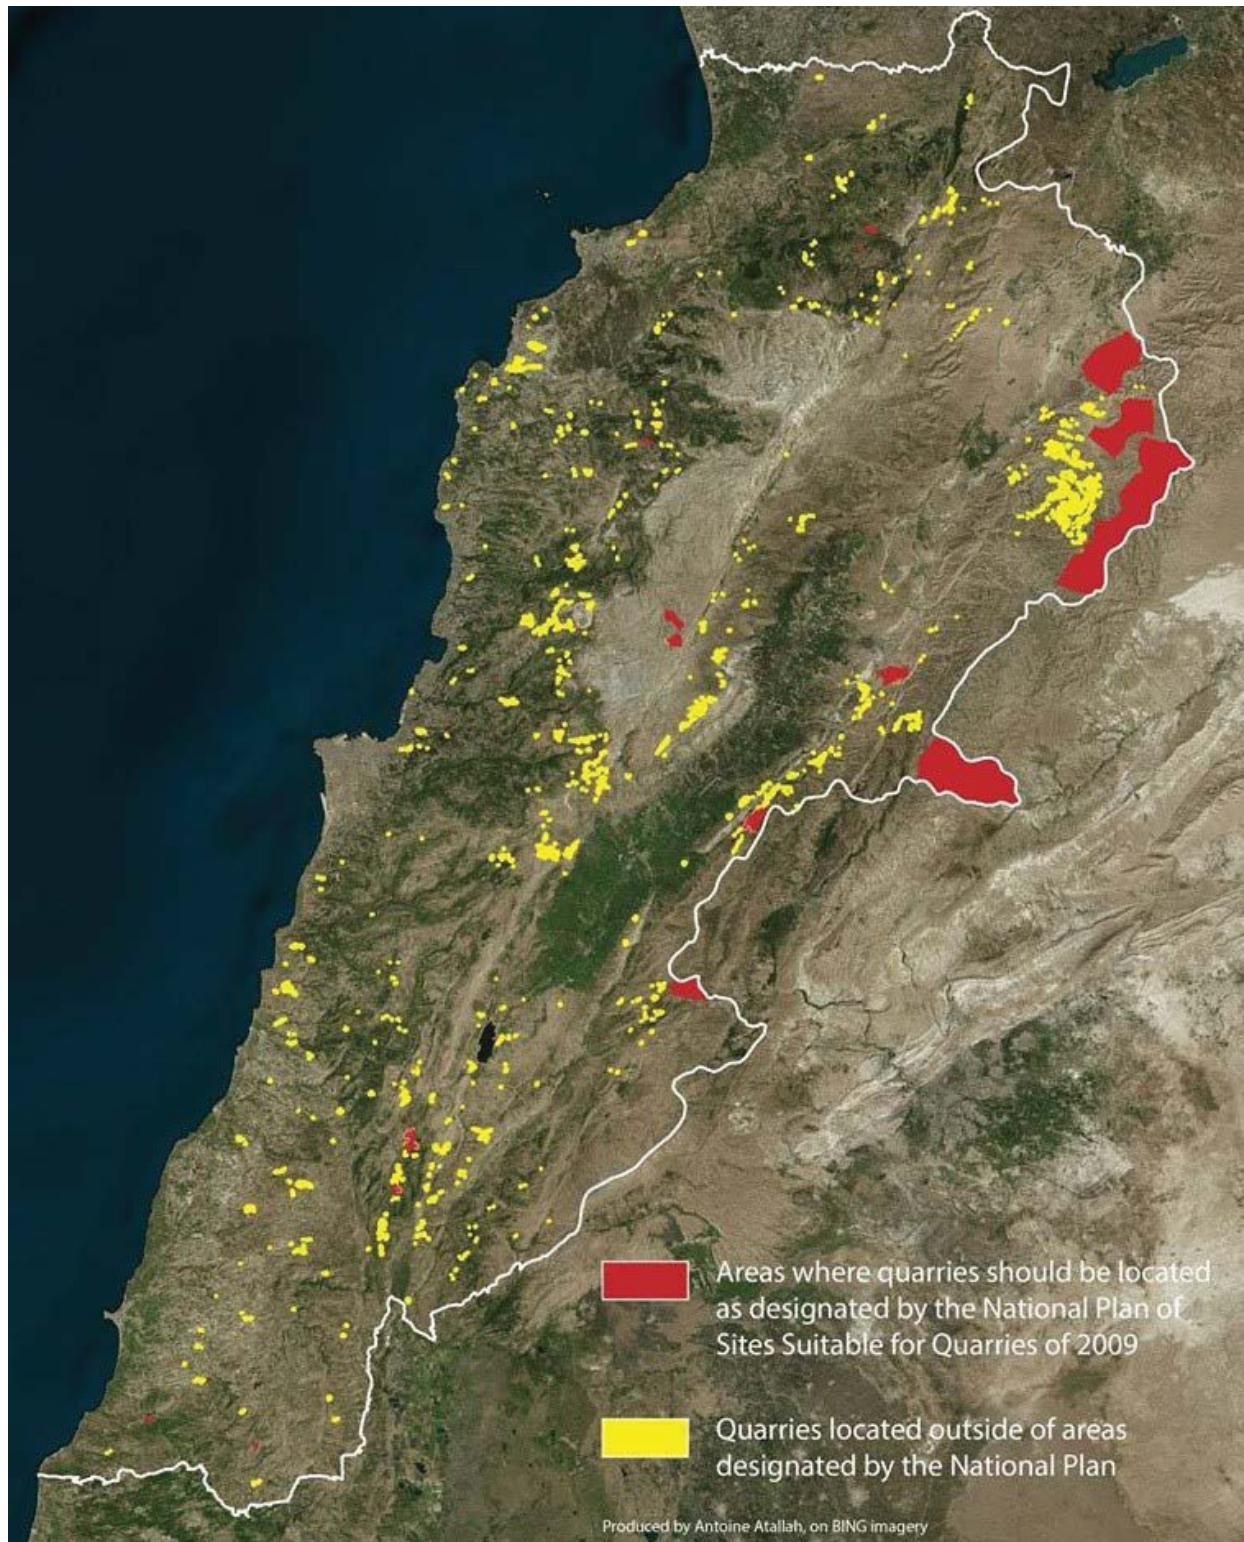 Areas where quarries should be located
as designated by the National Plan of
Sites Suitable for Quarries of 2009
Quarries located outside of areas
designated by the National Plan
Produced by Antoine Atallah, on BING imagery